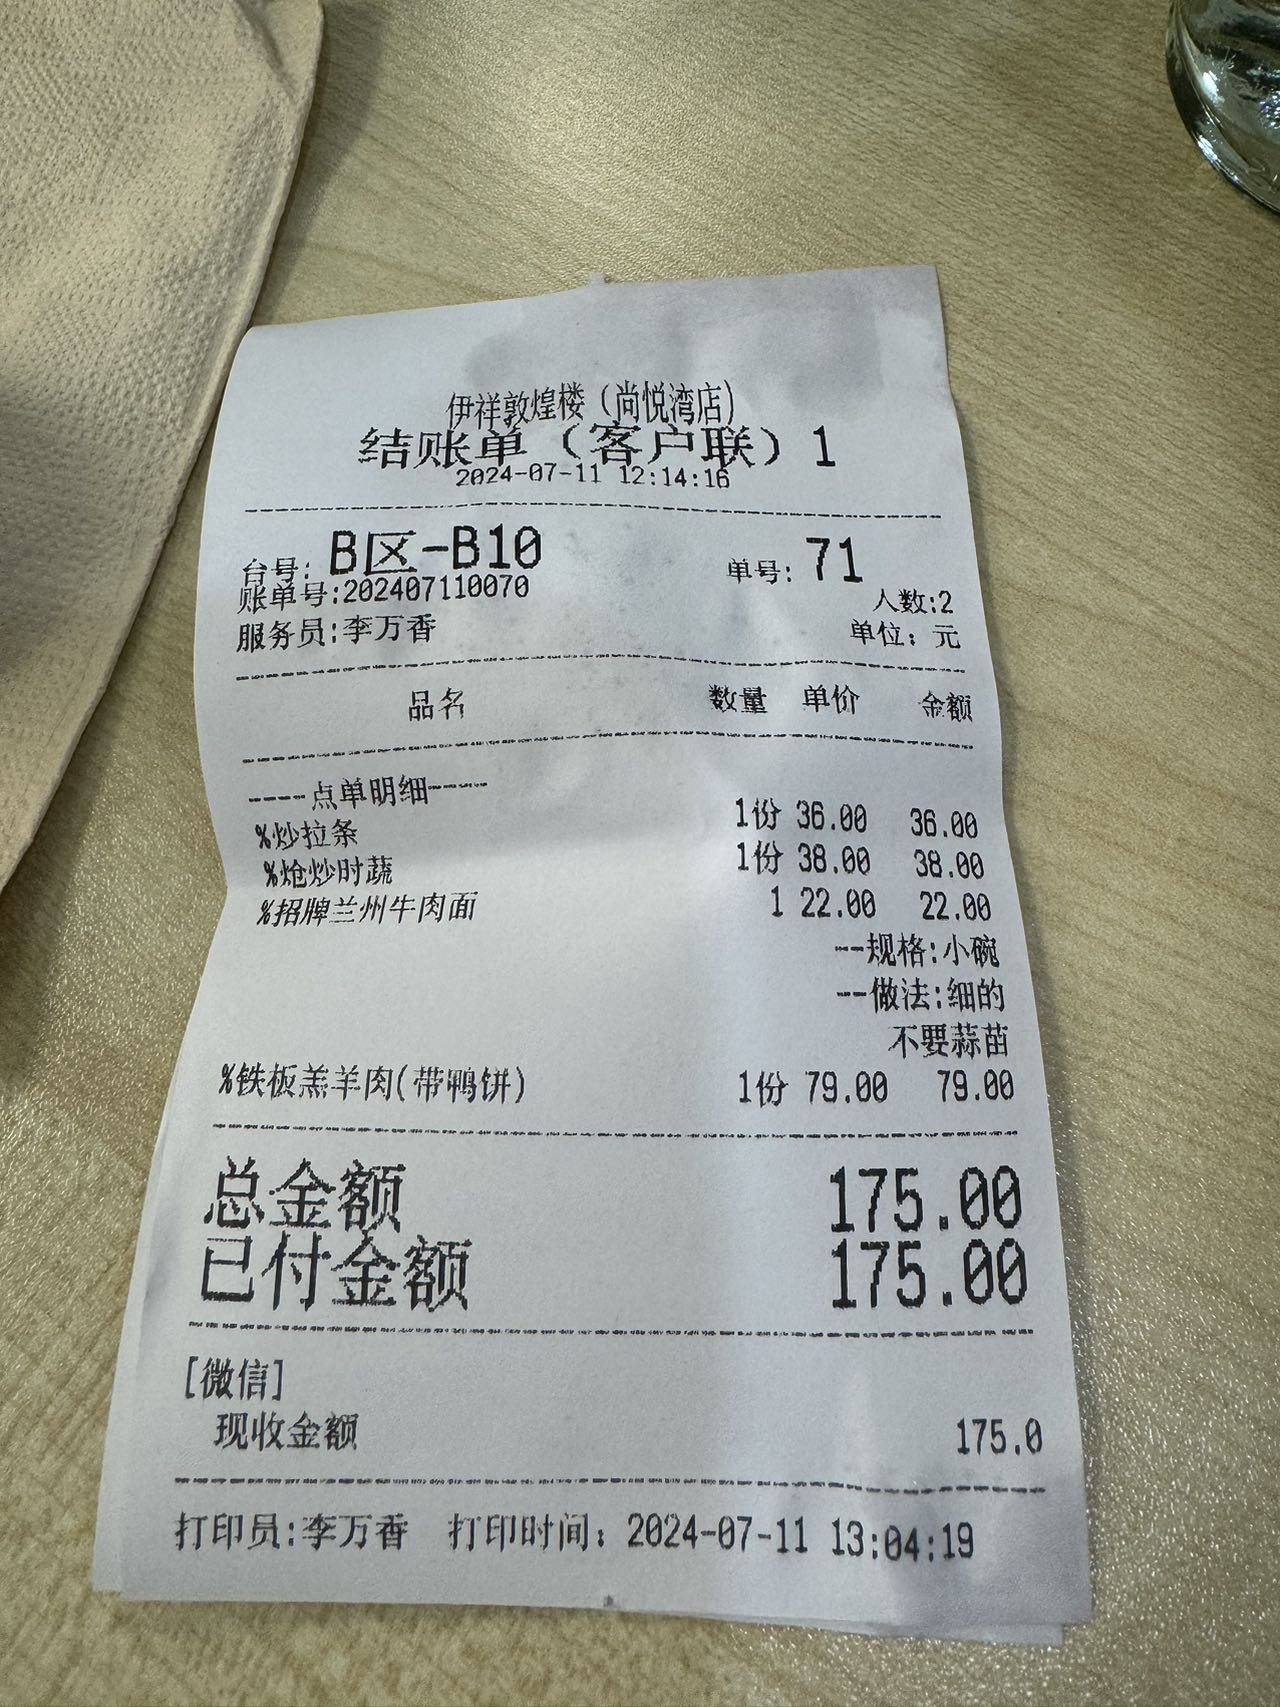 伊祥敦煌楼（尚悦湾店）
结账单（客户联）1
2024-07-11 12:14:16
台号: B区-B10 单号: 71
账单号:202407110070 人数:2
服务员:李万香 单位: 元
品名 数量 单价 金额
----点单明细----
%炒拉条 1份 36.00 36.00
%炝炒时蔬 1份 38.00 38.00
%招牌兰州牛肉面 1 22.00 22.00
--规格:小碗
--做法:细的
不要蒜苗
%铁板羔羊肉(带鸭饼) 1份 79.00 79.00
总金额 175.00
已付金额 175.00
[微信]
现收金额 175.0
打印员:李万香 打印时间: 2024-07-11 13:04:19